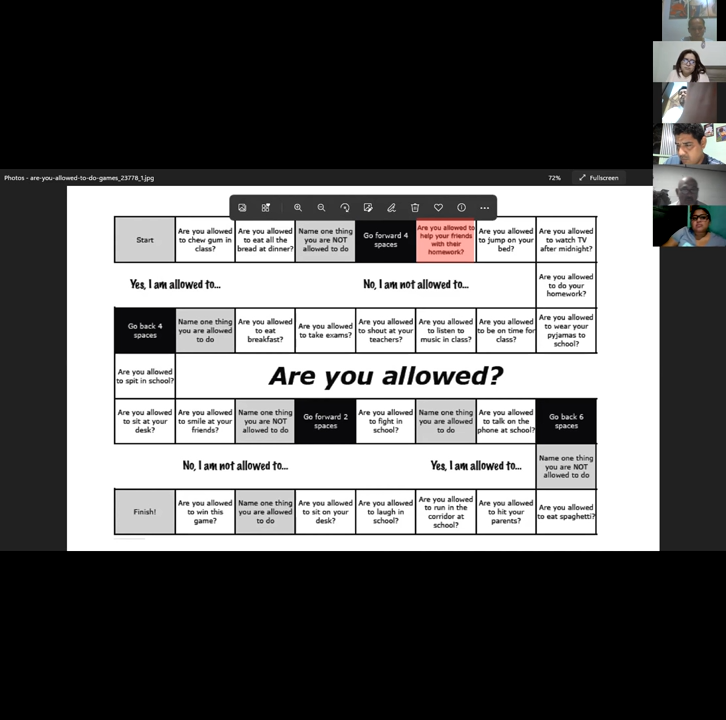 Photos - are-you-allowed-to-do-games_23778_1.jpg
72%
Fullscreen
Start
Are you allowed
to chew gum in
class?
Are you allowed
to eat all the
bread at dinner?
Name one thing
you are NOT
allowed to do
Go forward 4
spaces
Are you allowed to
help your friends
with their
homework?
Are you allowed
to jump on your
bed?
Are you allowed
to watch TV
after midnight?
Yes, I am allowed to...
No, I am not allowed to...
Are you allowed
to do your
homework?
Go back 4
spaces
Name one thing
you are allowed
to do
Are you allowed
to eat
breakfast?
Are you allowed
to take exams?
Are you allowed
to shout at your
teachers?
Are you allowed
to listen to
music in class?
Are you allowed
to be on time for
class?
Are you allowed
to wear your
pyjamas to
school?
Are you allowed
to spit in school?
Are you allowed?
Are you allowed
to sit at your
desk?
Are you allowed
to smile at your
friends?
Name one thing
you are NOT
allowed to do
Go forward 2
spaces
Are you allowed
to fight in
school?
Name one thing
you are allowed
to do
Are you allowed
to talk on the
phone at school?
Go back 6
spaces
No, I am not allowed to...
Yes, I am allowed to...
Name one thing
you are NOT
allowed to do
Finish!
Are you allowed
to win this
game?
Name one thing
you are allowed
to do
Are you allowed
to sit on your
desk?
Are you allowed
to laugh in
school?
Are you allowed
to run in the
corridor at
school?
Are you allowed
to hit your
parents?
Are you allowed
to eat spaghetti?